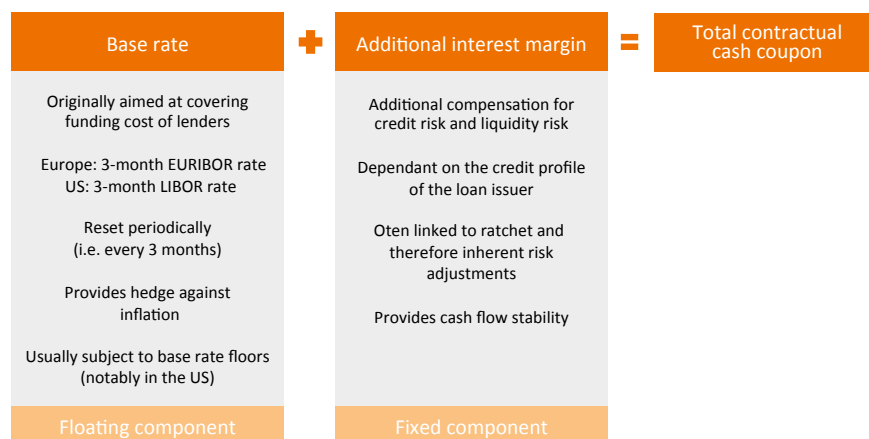 Base rate
Originally aimed at covering
funding cost of lenders
Europe: 3-month EURIBOR rate
US: 3-month LIBOR rate
Reset periodically
(i.e. every 3 months)
Provides hedge against
inflation
Usually subject to base rate floors
(notably in the US)
Floating component
+
Additional interest margin
Additional compensation for
credit risk and liquidity risk
Dependant on the credit profile
of the loan issuer
Oten linked to ratchet and
therefore inherent risk
adjustments
Provides cash flow stability
Fixed component
=
Total contractual
cash coupon